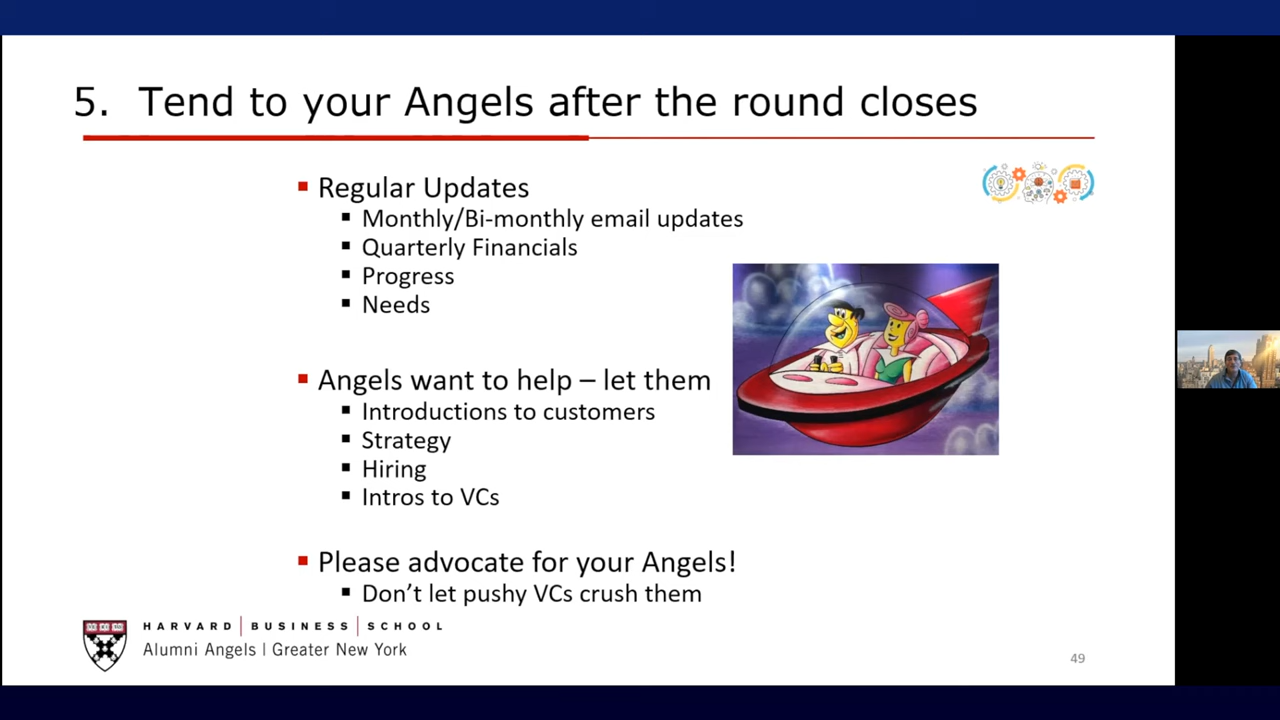 5. Tend to your Angels after the round closes
Regular Updates
Monthly/Bi-monthly email updates
Quarterly Financials
Progress
Needs
Angels want to help – let them
Introductions to customers
Strategy
Hiring
Intros to VCs
Please advocate for your Angels!
Don’t let pushy VCs crush them
HARVARD | BUSINESS | SCHOOL
Alumni Angels | Greater New York
49